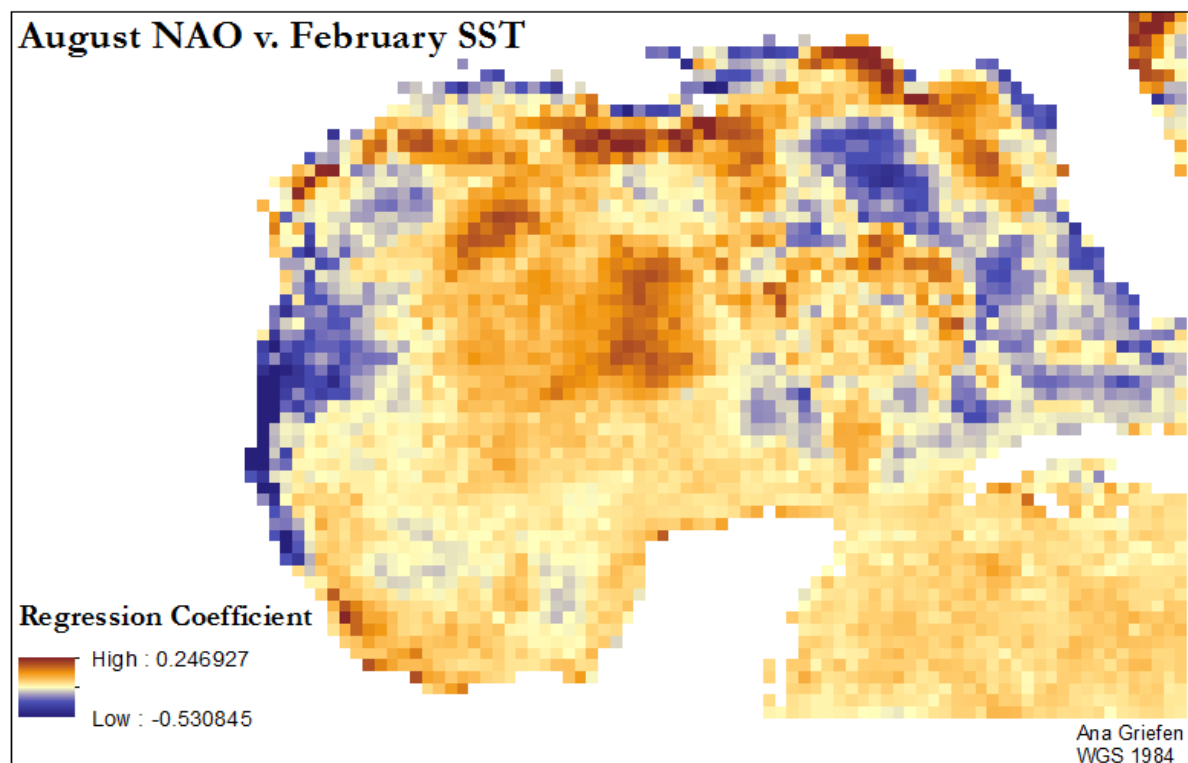 August NAO v. February SST
Regression Coefficient
High : 0.246927
Low : -0.530845
Ana Griefen
WGS 1984